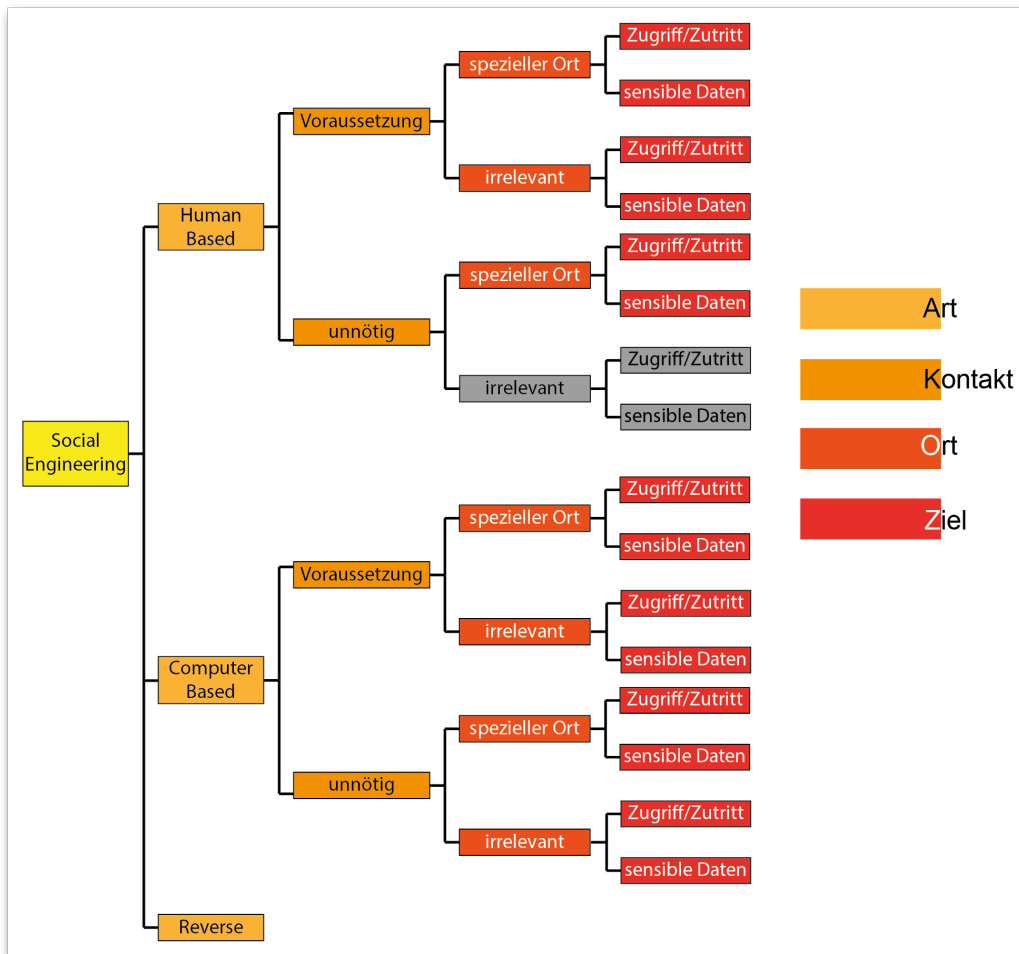 Social
Engineering
Human
Based
Voraussetzung
spezieller Ort
Zugriff/Zutritt
sensible Daten
irrelevant
Zugriff/Zutritt
sensible Daten
unnötig
spezieller Ort
Zugriff/Zutritt
sensible Daten
irrelevant
Zugriff/Zutritt
sensible Daten
Computer
Based
Voraussetzung
spezieller Ort
Zugriff/Zutritt
sensible Daten
irrelevant
Zugriff/Zutritt
sensible Daten
unnötig
spezieller Ort
Zugriff/Zutritt
sensible Daten
irrelevant
Zugriff/Zutritt
sensible Daten
Reverse
Art
Kontakt
Ort
Ziel